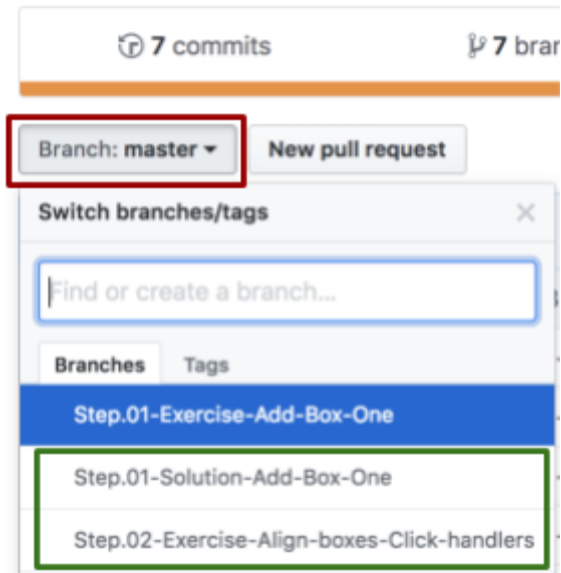 7 commits
7 bran
Branch: master
New pull request
Switch branches/tags
Find or create a branch...
Branches
Tags
Step.01-Exercise-Add-Box-One
Step.01-Solution-Add-Box-One
Step.02-Exercise-Align-boxes-Click-handlers